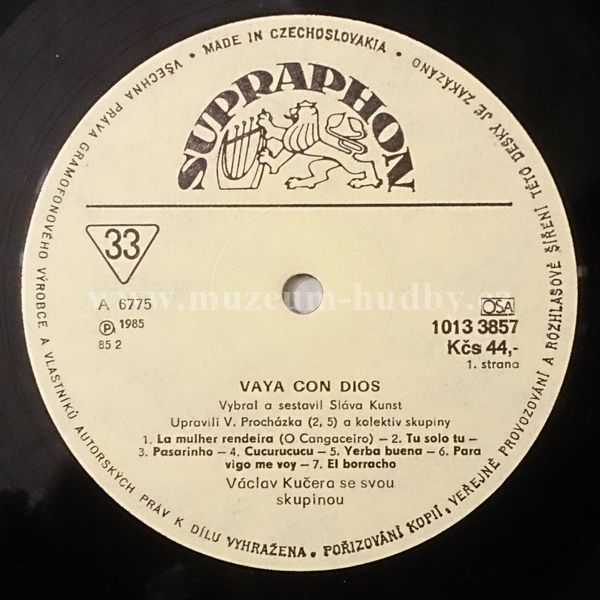 VŠECHNA PRÁVA GRAMOFONOVÉHO VÝROBCE A VLASTNÍKŮ AUTORSKÝCH PRÁV K DÍLU VYHRAŽENA. POŘIZOVÁNÍ KOPIÍ, VEŘEJNÉ PROVOZOVÁNÍ A ROZHLASOVÉ ŠÍŘENÍ TÉTO DESKY JE ZAKÁZÁNO • MADE IN CZECHOSLOVAKIA •
SUPRAPHON
33
A 6775
Ⓟ 1985
85 2
OSA
1013 3857
Kčs 44,-
1. strana
www.muzeum-hudby.cz
VAYA CON DIOS
Vybral a sestavil Sláva Kunst
Upravili V. Procházka (2, 5) a kolektiv skupiny
1. La mulher rendeira (O Cangaceiro) – 2. Tu solo tu –
3. Pasarinho – 4. Cucurucucu – 5. Yerba buena – 6. Para
vigo me voy – 7. El borracho
Václav Kučera se svou
skupinou